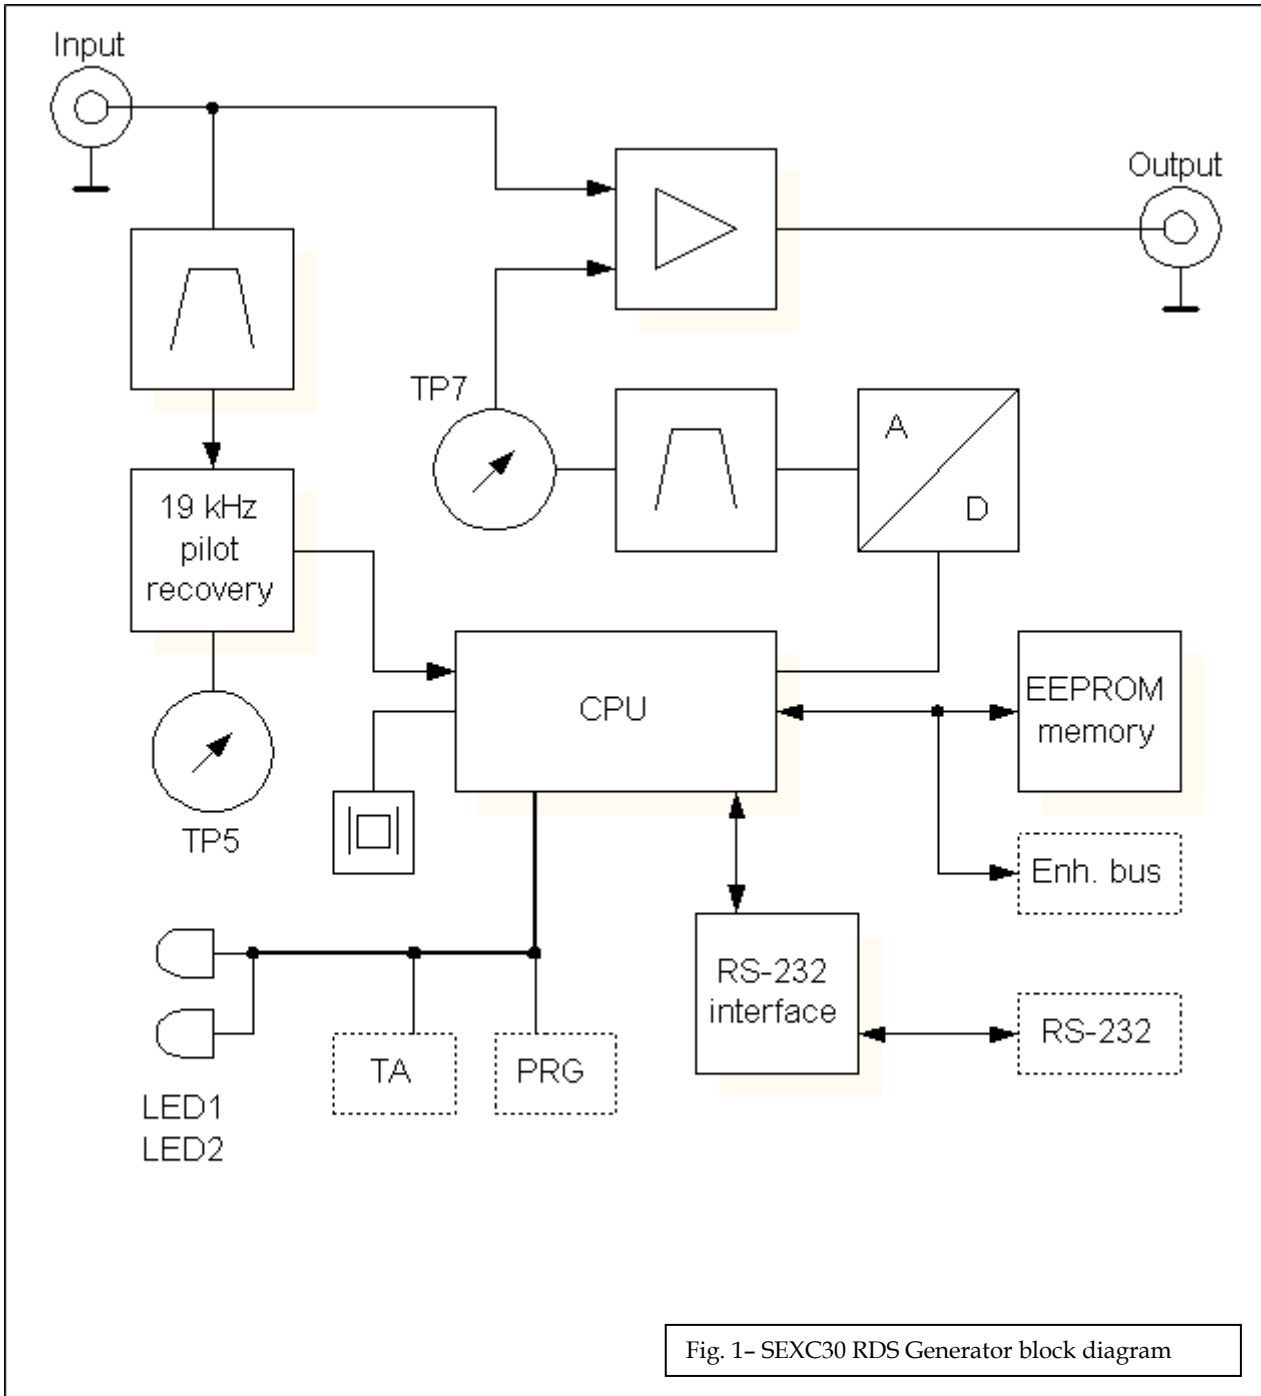 Input
Output
TP7
A
D
19 kHz
pilot
recovery
CPU
EEPROM
memory
TP5
Enh. bus
RS-232
interface
RS-232
TA
PRG
LED1
LED2
Fig. 1– SEXC30 RDS Generator block diagram